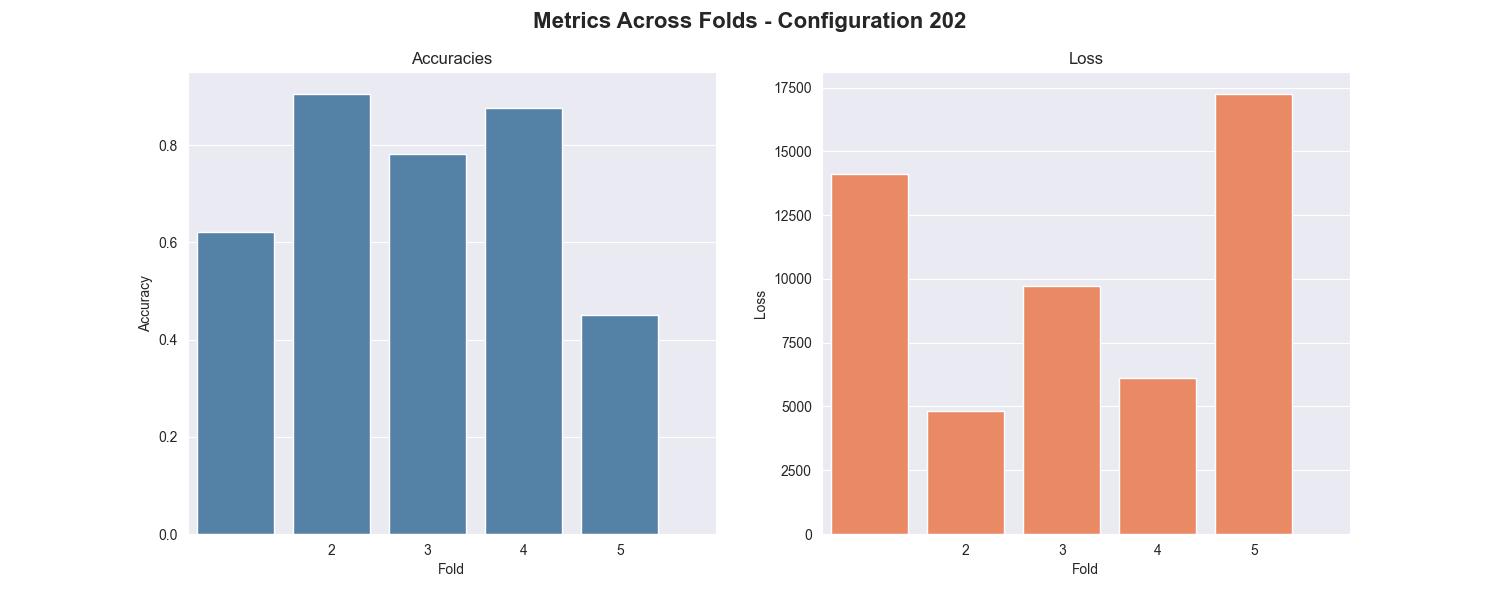 Metrics Across Folds - Configuration 202
Accuracies
0.8
0.6
0.4
0.2
0.0
Accuracy
2 3 4 5
Fold
Loss
17500
15000
12500
10000
7500
5000
2500
0
Loss
2 3 4 5
Fold